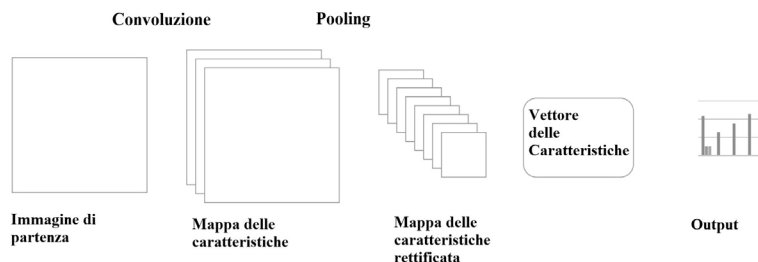 Convoluzione
Pooling
Vettore
delle
Caratteristiche
Immagine di
partenza
Mappa delle
caratteristiche
Mappa delle
caratteristiche
rettificata
Output